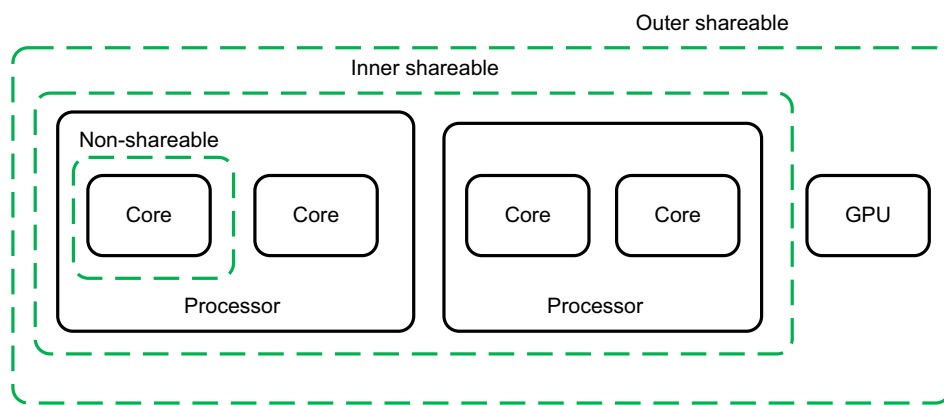 Outer shareable
Inner shareable
Non-shareable
Core
Core
Core
Core
GPU
Processor
Processor